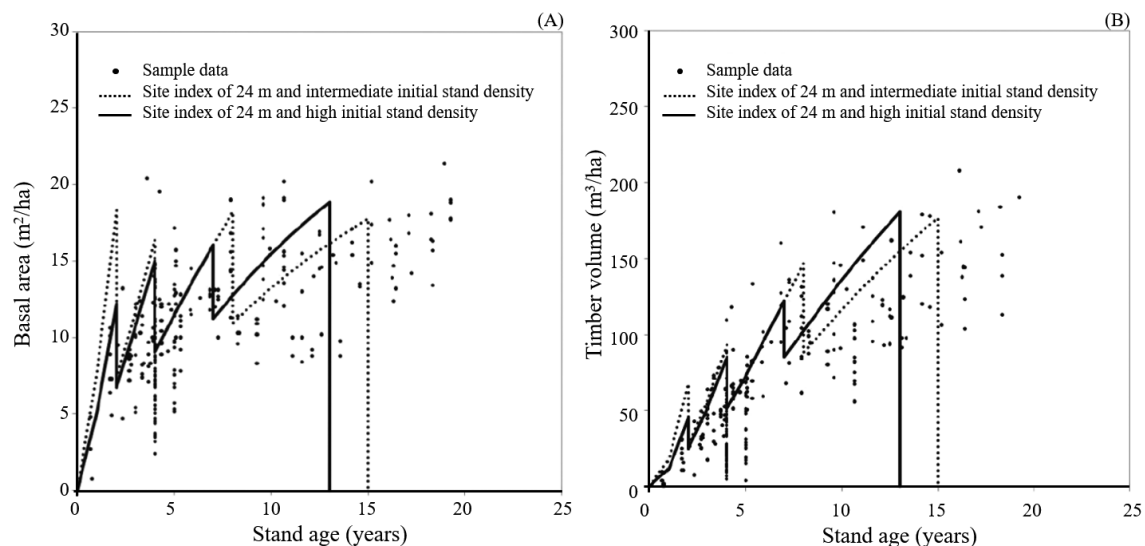 (A)
30
25
20
15
10
5
0
Basal area (m²/ha)
Sample data
Site index of 24 m and intermediate initial stand density
Site index of 24 m and high initial stand density
0 5 10 15 20 25
Stand age (years)
(B)
300
250
200
150
100
50
0
Timber volume (m³/ha)
Sample data
Site index of 24 m and intermediate initial stand density
Site index of 24 m and high initial stand density
0 5 10 15 20 25
Stand age (years)